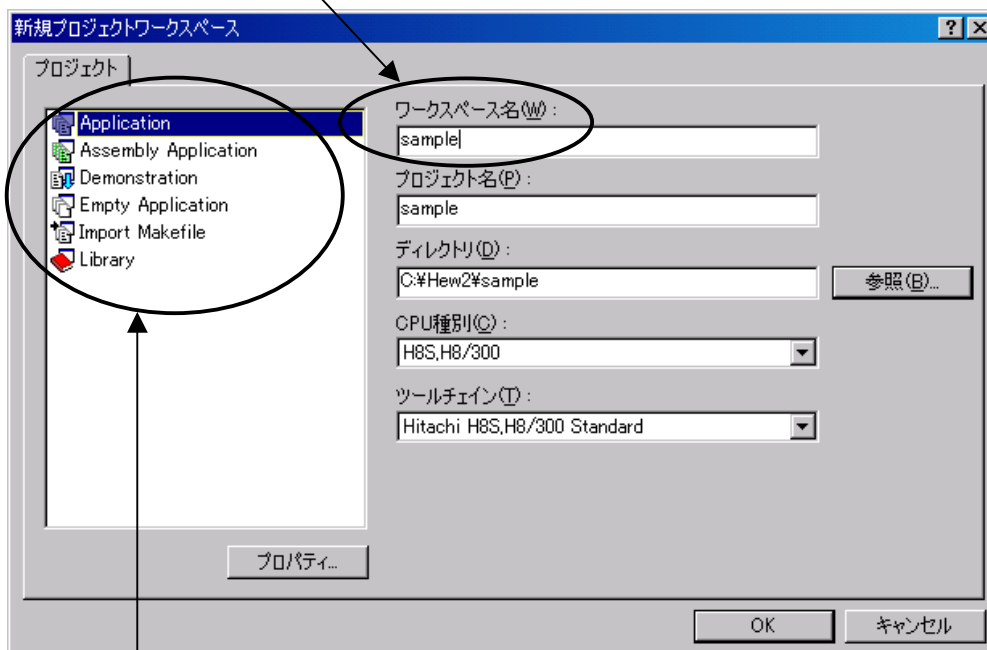 新規プロジェクトワークスペース
プロジェクト
Application
Assembly Application
Demonstration
Empty Application
Import Makefile
Library
プロパティ...
ワークスペース名(W):
sample
プロジェクト名(P):
sample
ディレクトリ(D):
C:¥Hew2¥sample
参照(B)...
CPU種別(C):
H8S,H8/300
ツールチェイン(T):
Hitachi H8S,H8/300 Standard
OK
キャンセル